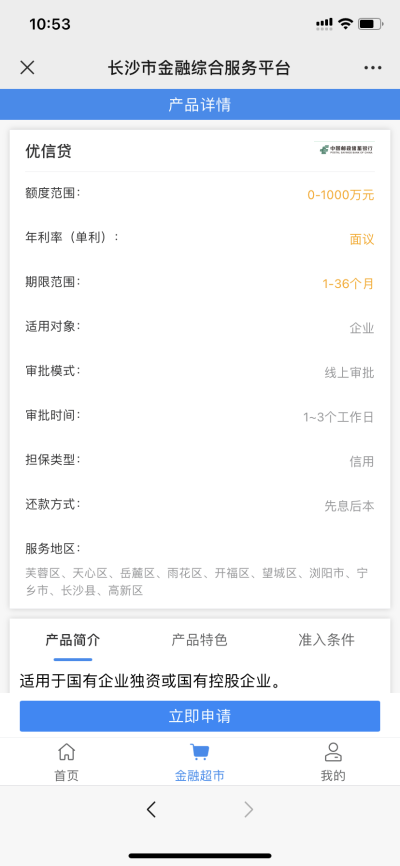 10:53
长沙市金融综合服务平台
产品详情
优信贷
中国邮政储蓄银行
POSTAL SAVINGS BANK OF CHINA
额度范围：
0-1000万元
年利率（单利）：
面议
期限范围：
1-36个月
适用对象：
企业
审批模式：
线上审批
审批时间：
1~3个工作日
担保类型：
信用
还款方式：
先息后本
服务地区：
芙蓉区、天心区、岳麓区、雨花区、开福区、望城区、浏阳市、宁
乡市、长沙县、高新区
产品简介
产品特色
准入条件
适用于国有企业独资或国有控股企业。
立即申请
首页
金融超市
我的